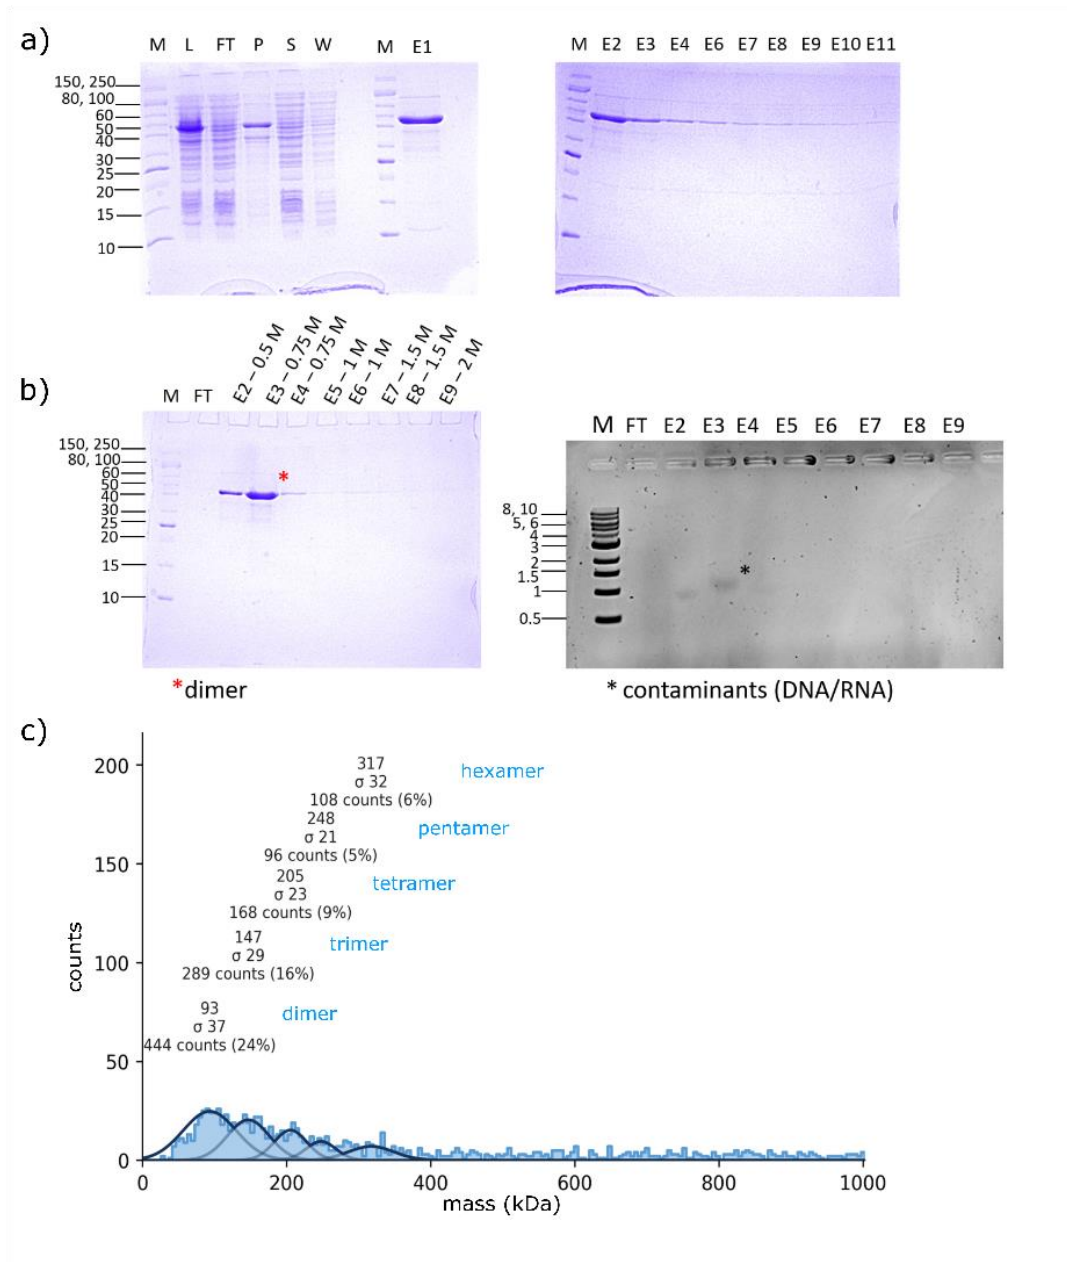 a)
M L FT P S W M E1
M E2 E3 E4 E6 E7 E8 E9 E10 E11
150, 250
80, 100
60
50
40
30
25
20
15
10
b)
M FT E2 – 0.5 M E3 – 0.75 M E4 – 0.75 M E5 – 1 M E6 – 1 M E7 – 1.5 M E8 – 1.5 M E9 – 2 M
150, 250
80, 100
60
50
40
30
25
20
15
10
*
*dimer
M FT E2 E3 E4 E5 E6 E7 E8 E9
8, 10
5, 6
4
3
2
1.5
1
0.5
*
* contaminants (DNA/RNA)
c)
counts
200
150
100
50
0
317
σ 32
108 counts (6%)
hexamer
248
σ 21
96 counts (5%)
pentamer
205
σ 23
168 counts (9%)
tetramer
147
σ 29
289 counts (16%)
trimer
93
σ 37
444 counts (24%)
dimer
0 200 400 600 800 1000
mass (kDa)